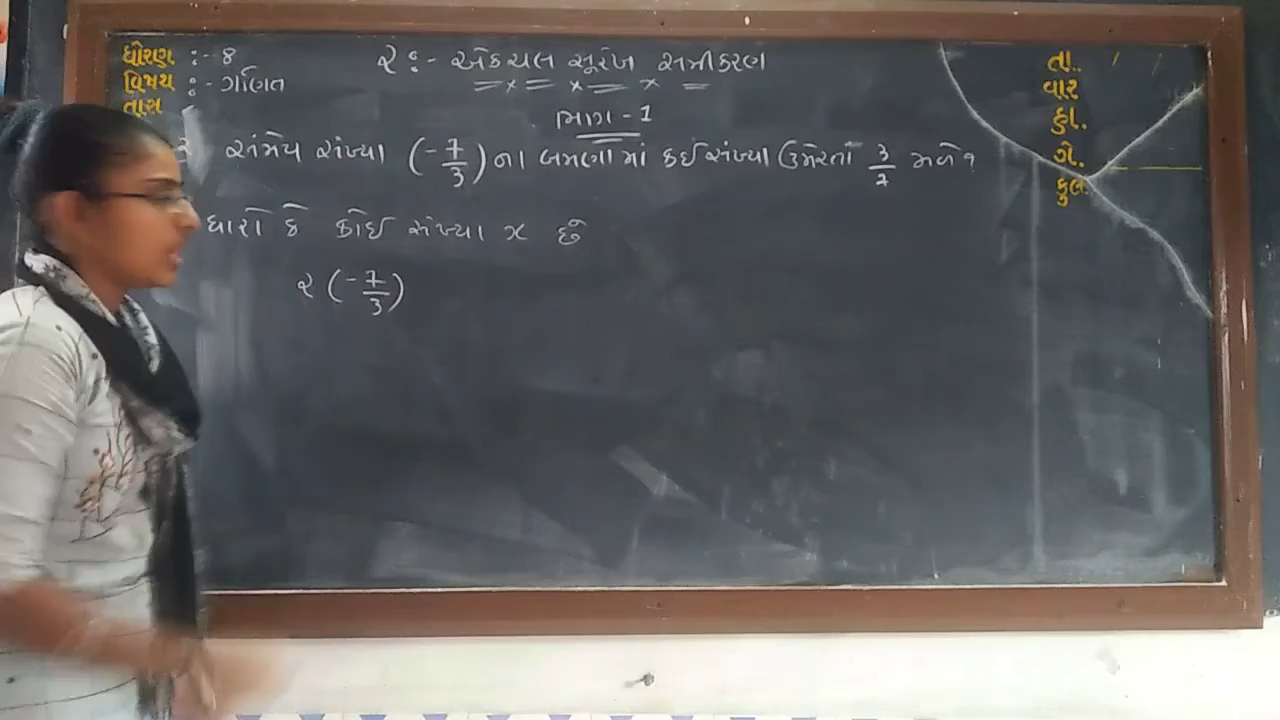 ધોરણ :- 8
વિષય :- ગણિત
તાસ
૨ :- એકચલ સુરેખ સમીકરણ
ભાગ - 1
સંમેય સંખ્યા (-7/3) ના બમણામાં કઈ સંખ્યા ઉમેરતાં 3/7 મળે ?
ધારો કે કોઈ સંખ્યા x છે
૨ (-7/3)
તા..
વાર
હા.
ગે.
કુલ.